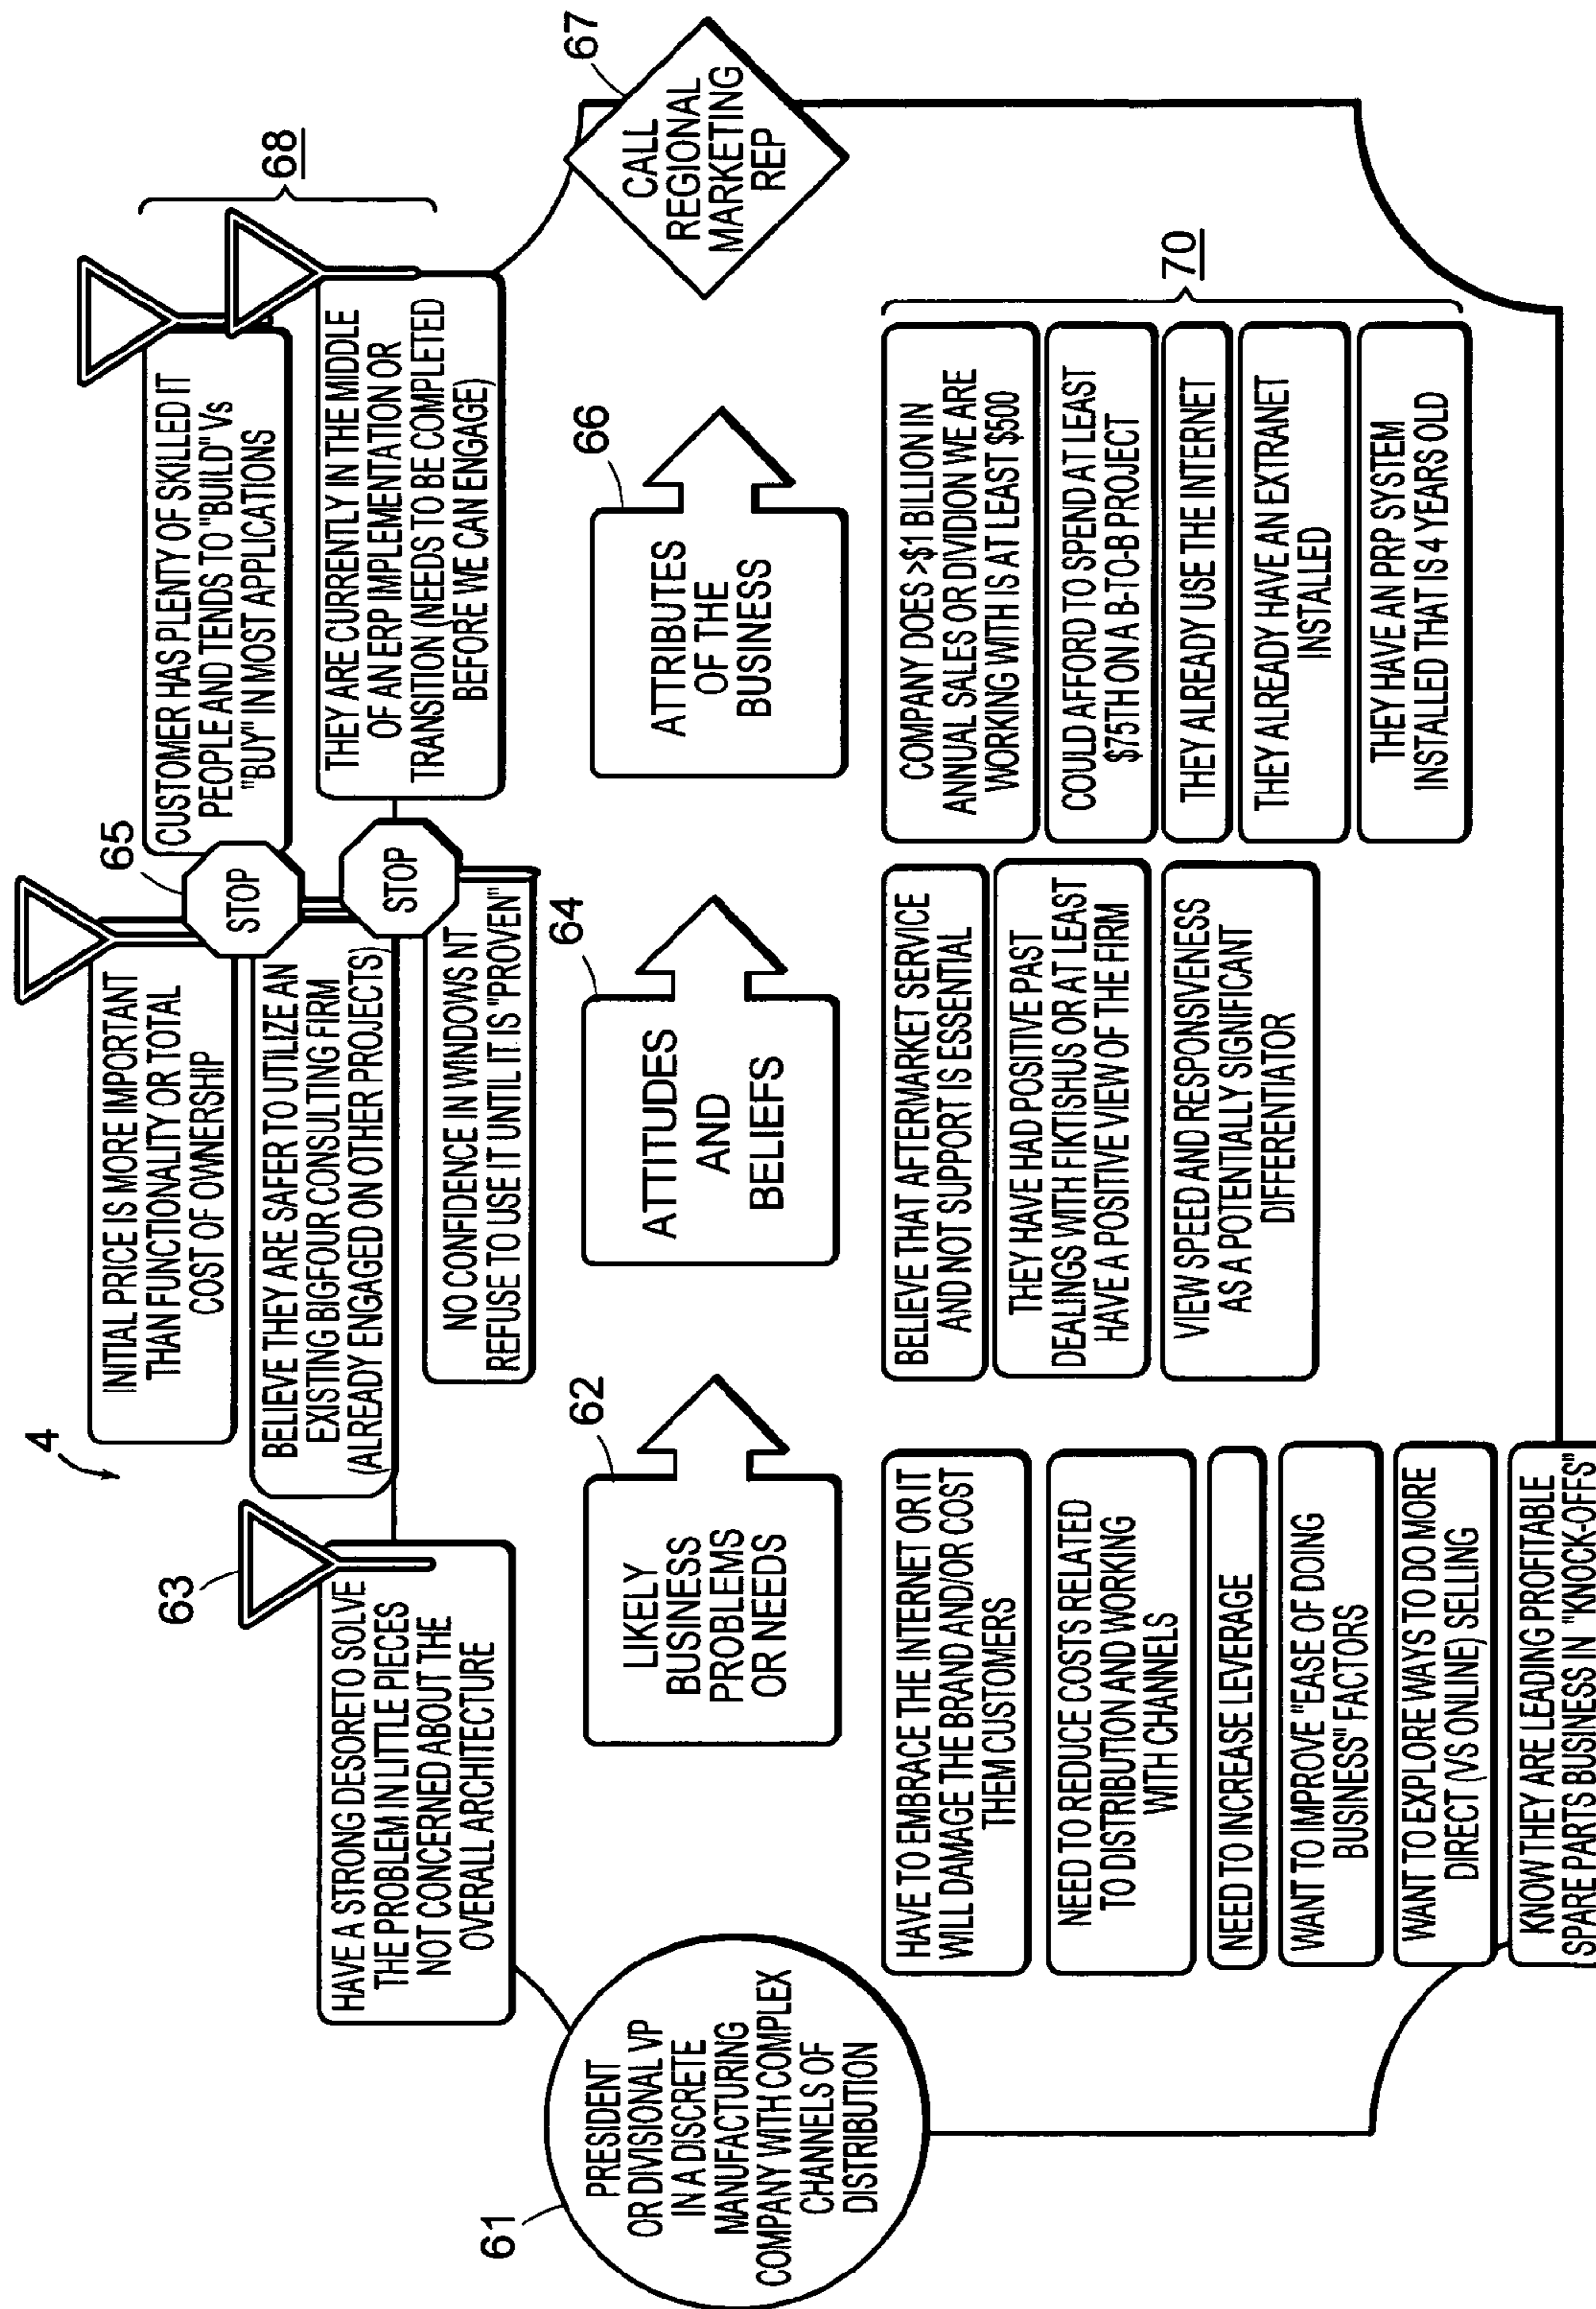 4
63
HAVE A STRONG DESORETO SOLVE
THE PROBLEM IN LITTLE PIECES
NOT CONCERNED ABOUT THE
OVERALL ARCHITECTURE
INITIAL PRICE IS MORE IMPORTANT
THAN FUNCTIONALITY OR TOTAL
COST OF OWNERSHIP
BELIEVE THEY ARE SAFER TO UTILIZE AN
EXISTING BIGFOUR CONSULTING FIRM
(ALREADY ENGAGED ON OTHER PROJECTS)
NO CONFIDENCE IN WINDOWS NT
REFUSE TO USE IT UNTIL IT IS "PROVEN"
65
STOP
STOP
CUSTOMER HAS PLENTY OF SKILLED IT
PEOPLE AND TENDS TO "BUILD" Vs
"BUY" IN MOST APPLICATIONS
THEY ARE CURRENTLY IN THE MIDDLE
OF AN ERP IMPLEMENTATION OR
TRANSITION (NEEDS TO BE COMPLETED
BEFORE WE CAN ENGAGE)
68
61
PRESIDENT
OR DIVISIONAL VP
IN A DISCRETE
MANUFACTURING
COMPANY WITH COMPLEX
CHANNELS OF
DISTRIBUTION
62
LIKELY
BUSINESS
PROBLEMS
OR NEEDS
64
ATTITUDES
AND
BELIEFS
66
ATTRIBUTES
OF THE
BUSINESS
67
CALL
REGIONAL
MARKETING
REP
HAVE TO EMBRACE THE INTERNET OR IT
WILL DAMAGE THE BRAND AND/OR COST
THEM CUSTOMERS
NEED TO REDUCE COSTS RELATED
TO DISTRIBUTION AND WORKING
WITH CHANNELS
NEED TO INCREASE LEVERAGE
WANT TO IMPROVE "EASE OF DOING
BUSINESS" FACTORS
WANT TO EXPLORE WAYS TO DO MORE
DIRECT (VS ONLINE) SELLING
KNOW THEY ARE LEADING PROFITABLE
SPARE PARTS BUSINESS IN "KNOCK-OFFS"
BELIEVE THAT AFTERMARKET SERVICE
AND NOT SUPPORT IS ESSENTIAL
THEY HAVE HAD POSITIVE PAST
DEALINGS WITH FIKTISHUS OR AT LEAST
HAVE A POSITIVE VIEW OF THE FIRM
VIEW SPEED AND RESPONSIVENESS
AS A POTENTIALLY SIGNIFICANT
DIFFERENTIATOR
COMPANY DOES >$1 BILLION IN
ANNUAL SALES OR DIVIDION WE ARE
WORKING WITH IS AT LEAST $500
COULD AFFORD TO SPEND AT LEAST
$75TH ON A B-TO-B PROJECT
THEY ALREADY USE THE INTERNET
THEY ALREADY HAVE AN EXTRANET
INSTALLED
THEY HAVE AN PRP SYSTEM
INSTALLED THAT IS 4 YEARS OLD
70